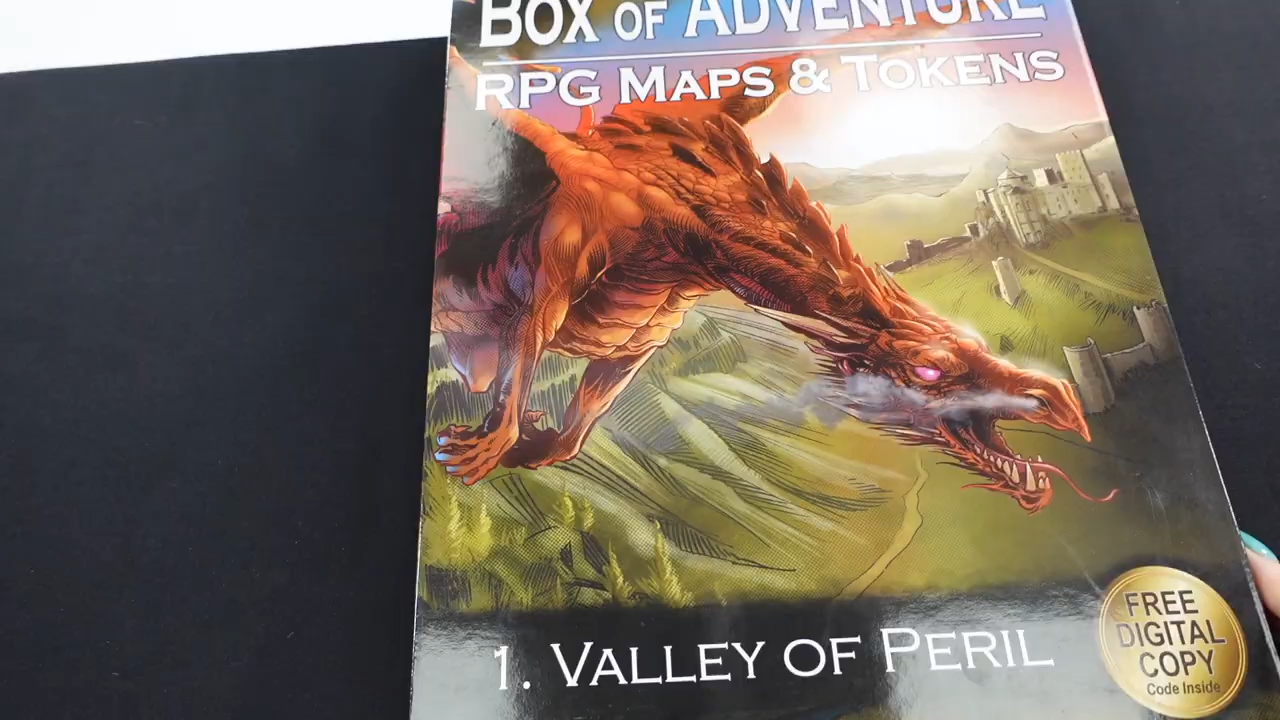 BOX OF ADVENTURE
RPG MAPS & TOKENS
1. VALLEY OF PERIL
FREE
DIGITAL
COPY
Code Inside